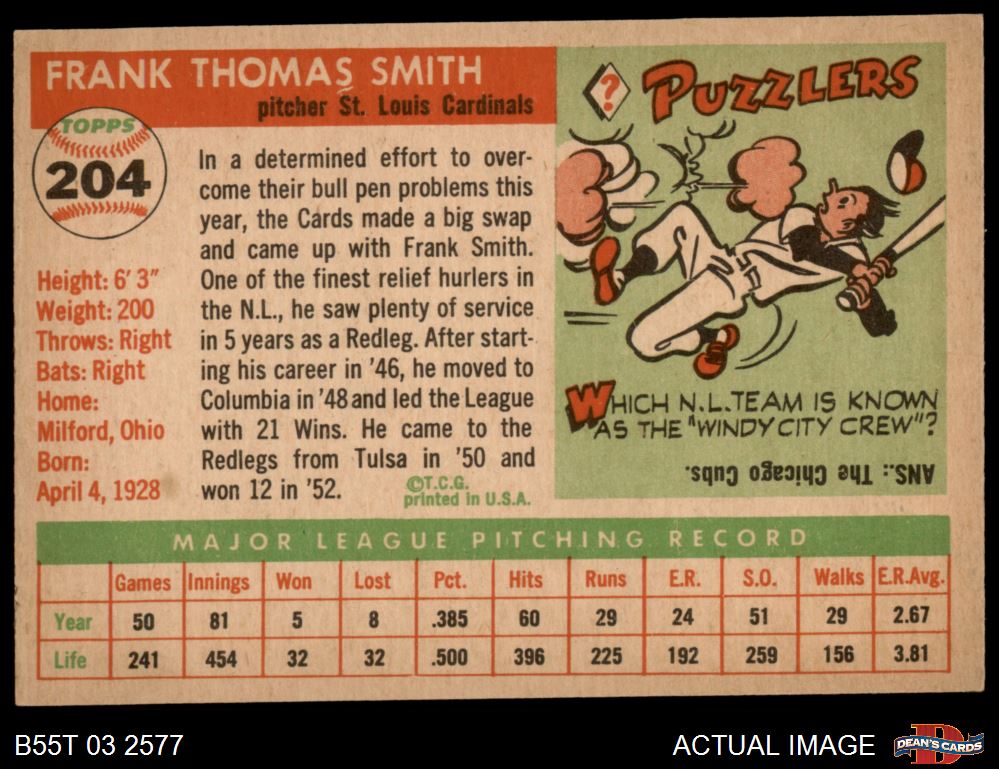 FRANK THOMAS SMITH
pitcher St. Louis Cardinals
TOPPS
204
Height: 6' 3"
Weight: 200
Throws: Right
Bats: Right
Home:
Milford, Ohio
Born:
April 4, 1928
In a determined effort to over-
come their bull pen problems this
year, the Cards made a big swap
and came up with Frank Smith.
One of the finest relief hurlers in
the N.L., he saw plenty of service
in 5 years as a Redleg. After start-
ing his career in '46, he moved to
Columbia in '48 and led the League
with 21 Wins. He came to the
Redlegs from Tulsa in '50 and
won 12 in '52.
©T.C.G.
printed in U.S.A.
? PUZZLERS
WHICH N.L. TEAM IS KNOWN
AS THE "WINDY CITY CREW"?
ANS.: The Chicago Cubs.
MAJOR LEAGUE PITCHING RECORD
Games Innings Won Lost Pct. Hits Runs E.R. S.O. Walks E.R.Avg.
Year 50 81 5 8 .385 60 29 24 51 29 2.67
Life 241 454 32 32 .500 396 225 192 259 156 3.81
B55T 03 2577
ACTUAL IMAGE
D
DEAN'S CARDS